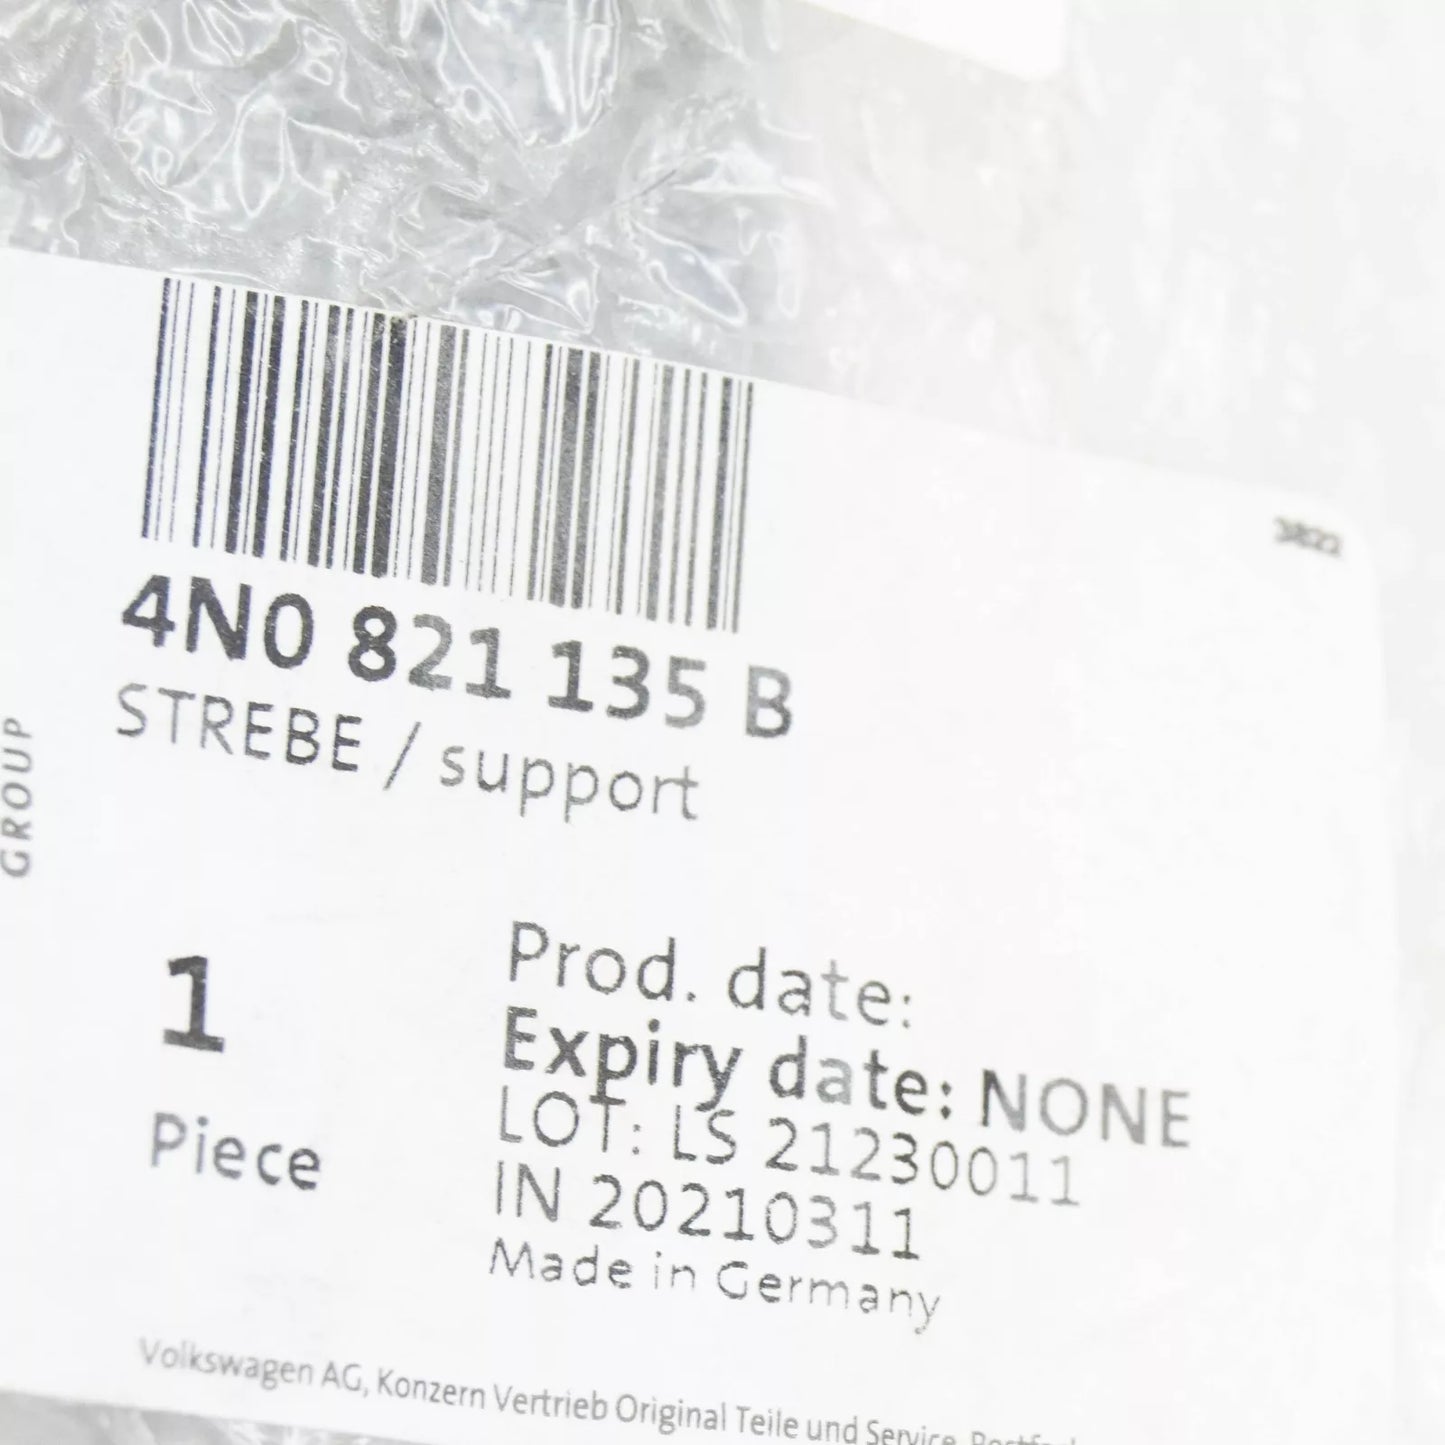 3822
4N0 821 135 B
STREBE / support
GROUP
1
Piece
Prod. date:
Expiry date: NONE
LOT: LS 21230011
IN 20210311
Made in Germany
Volkswagen AG, Konzern Vertrieb Original Teile und Service